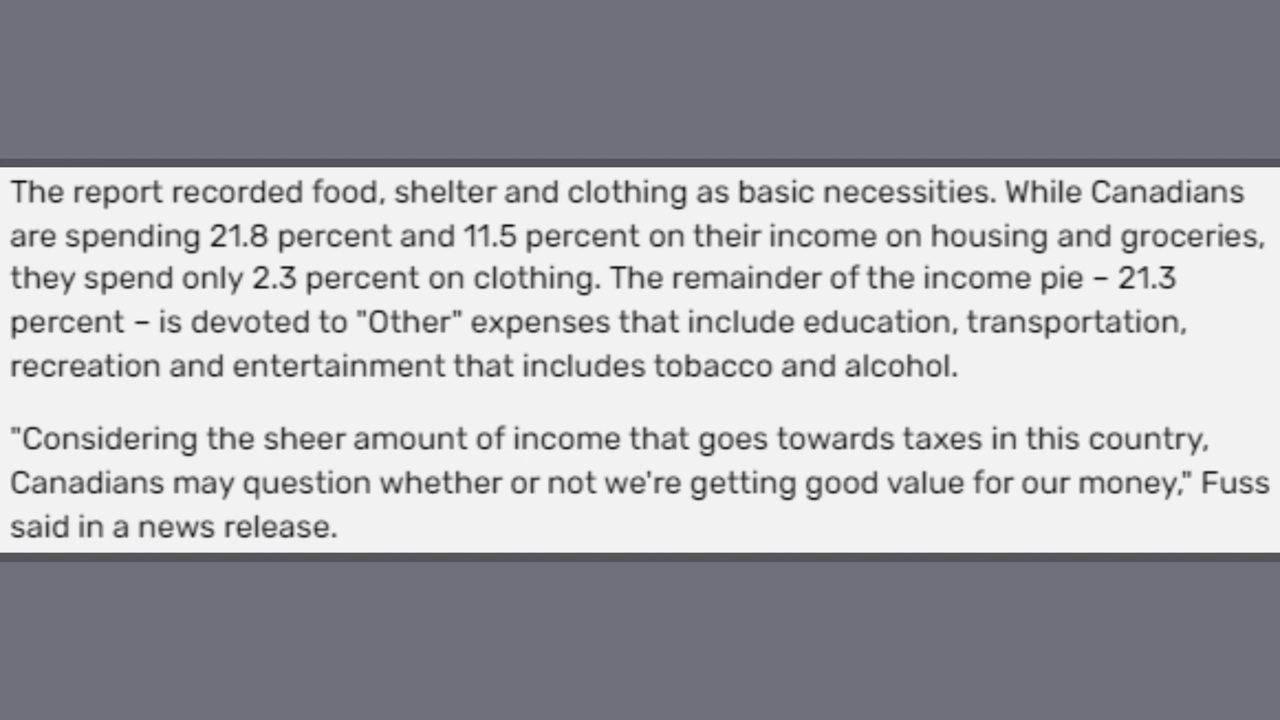 The report recorded food, shelter and clothing as basic necessities. While Canadians
are spending 21.8 percent and 11.5 percent on their income on housing and groceries,
they spend only 2.3 percent on clothing. The remainder of the income pie – 21.3
percent – is devoted to "Other" expenses that include education, transportation,
recreation and entertainment that includes tobacco and alcohol.
"Considering the sheer amount of income that goes towards taxes in this country,
Canadians may question whether or not we're getting good value for our money," Fuss
said in a news release.